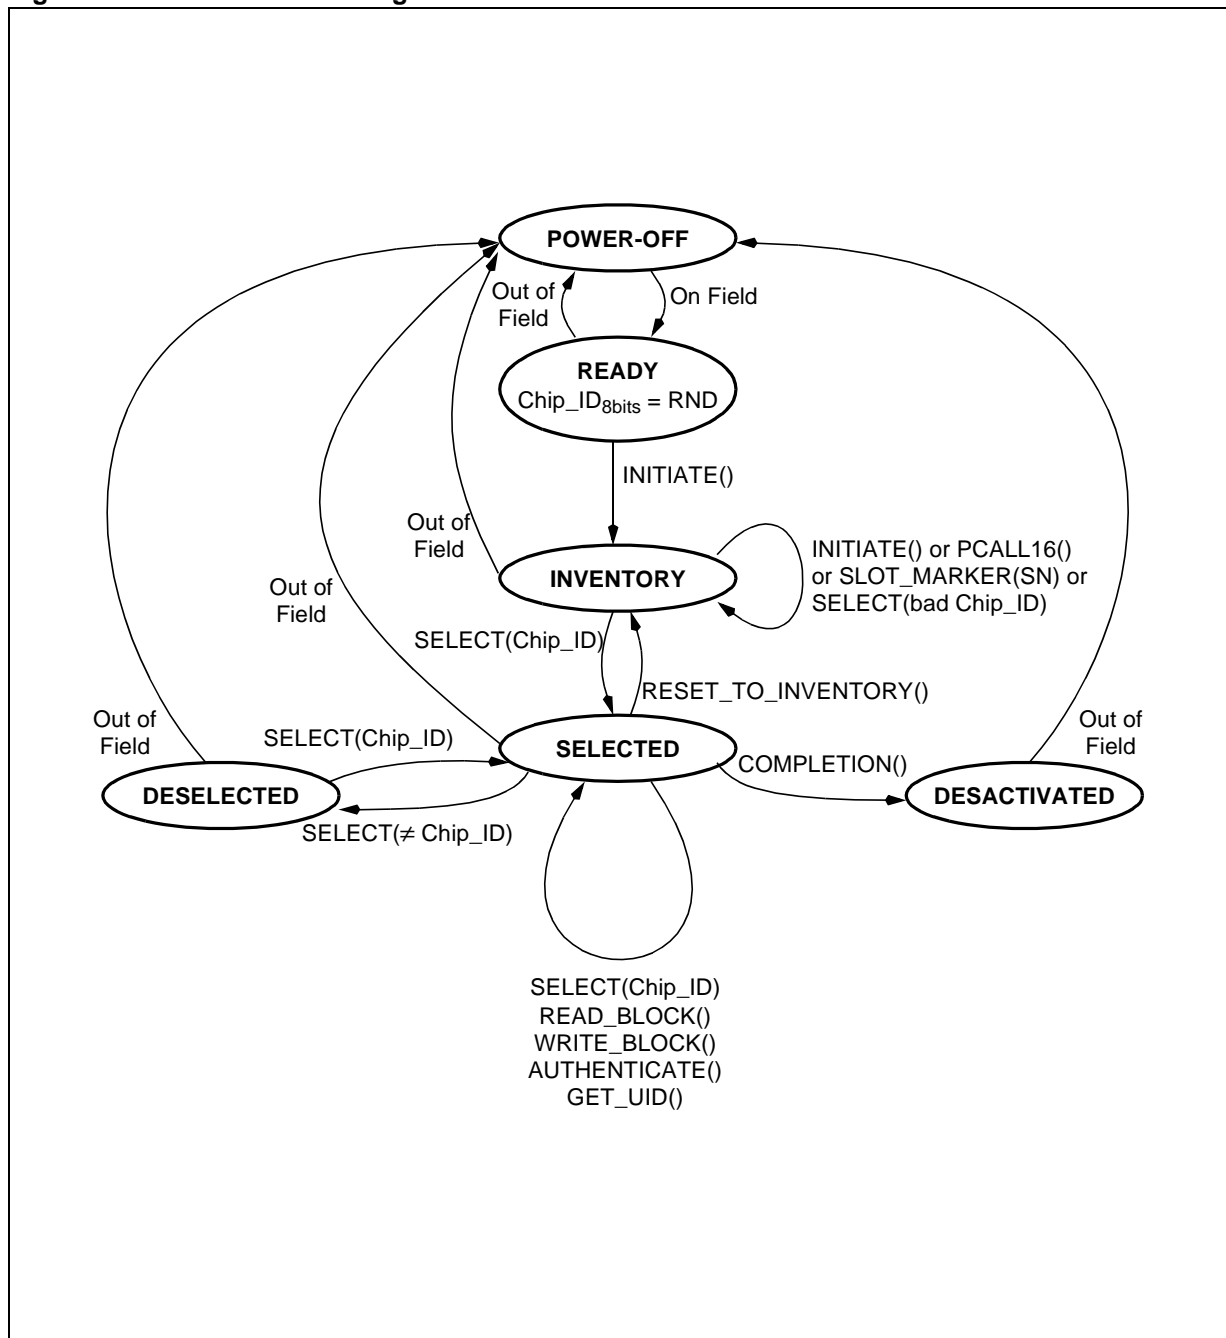 POWER-OFF
Out of
Field
On Field
READY
Chip_ID8bits = RND
INITIATE()
Out of
Field
INVENTORY
INITIATE() or PCALL16()
or SLOT_MARKER(SN) or
SELECT(bad Chip_ID)
Out of
Field
SELECT(Chip_ID)
RESET_TO_INVENTORY()
Out of
Field
SELECT(Chip_ID)
SELECTED
COMPLETION()
Out of
Field
DESELECTED
DESACTIVATED
SELECT(≠ Chip_ID)
SELECT(Chip_ID)
READ_BLOCK()
WRITE_BLOCK()
AUTHENTICATE()
GET_UID()